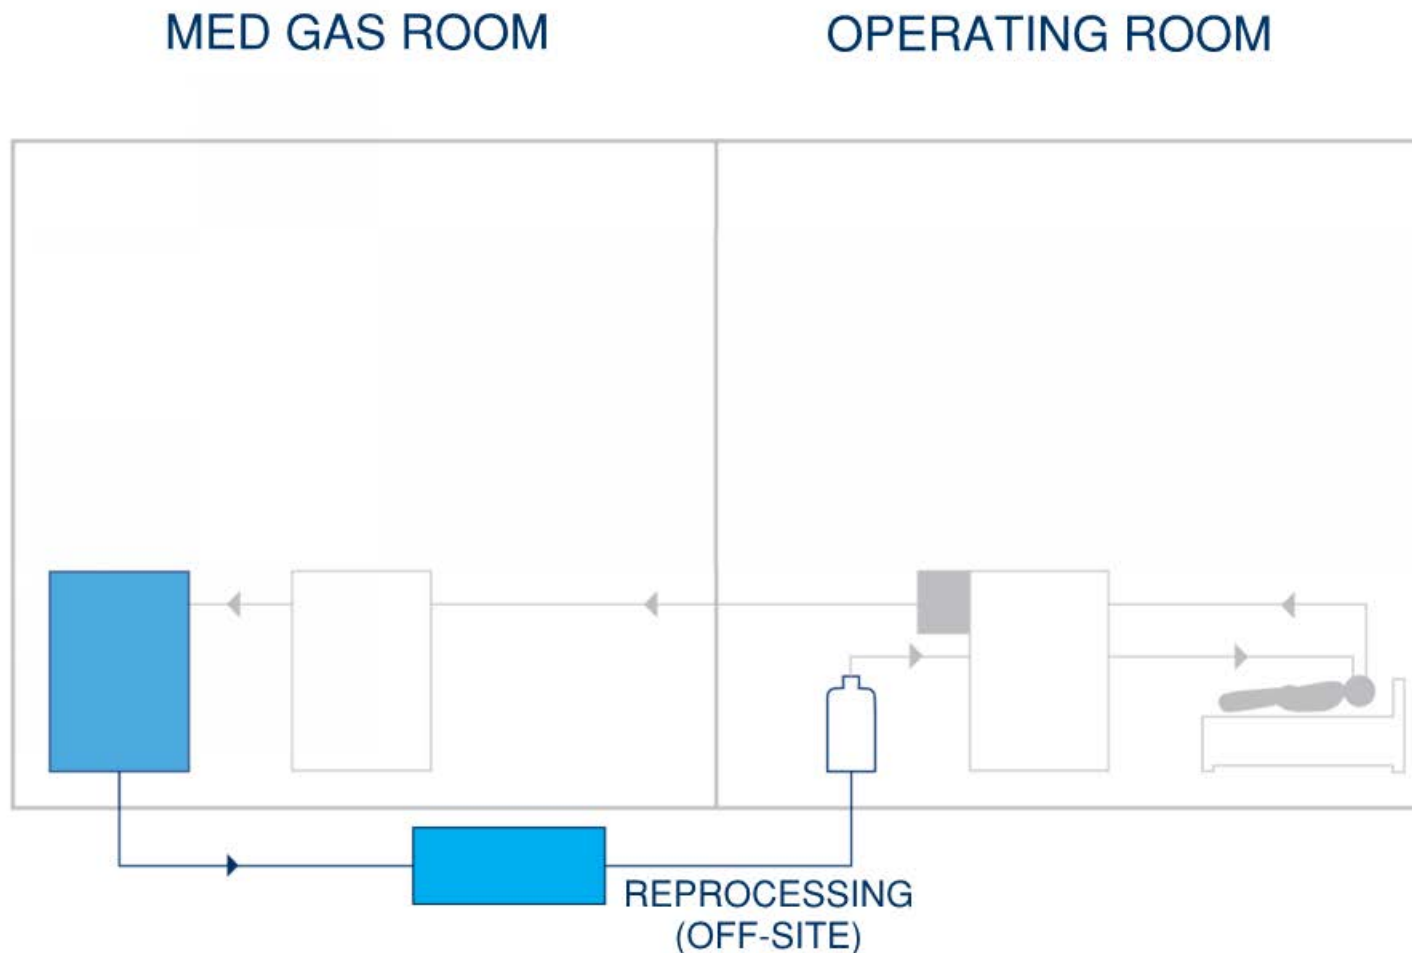 MED GAS ROOM
OPERATING ROOM
REPROCESSING
(OFF-SITE)